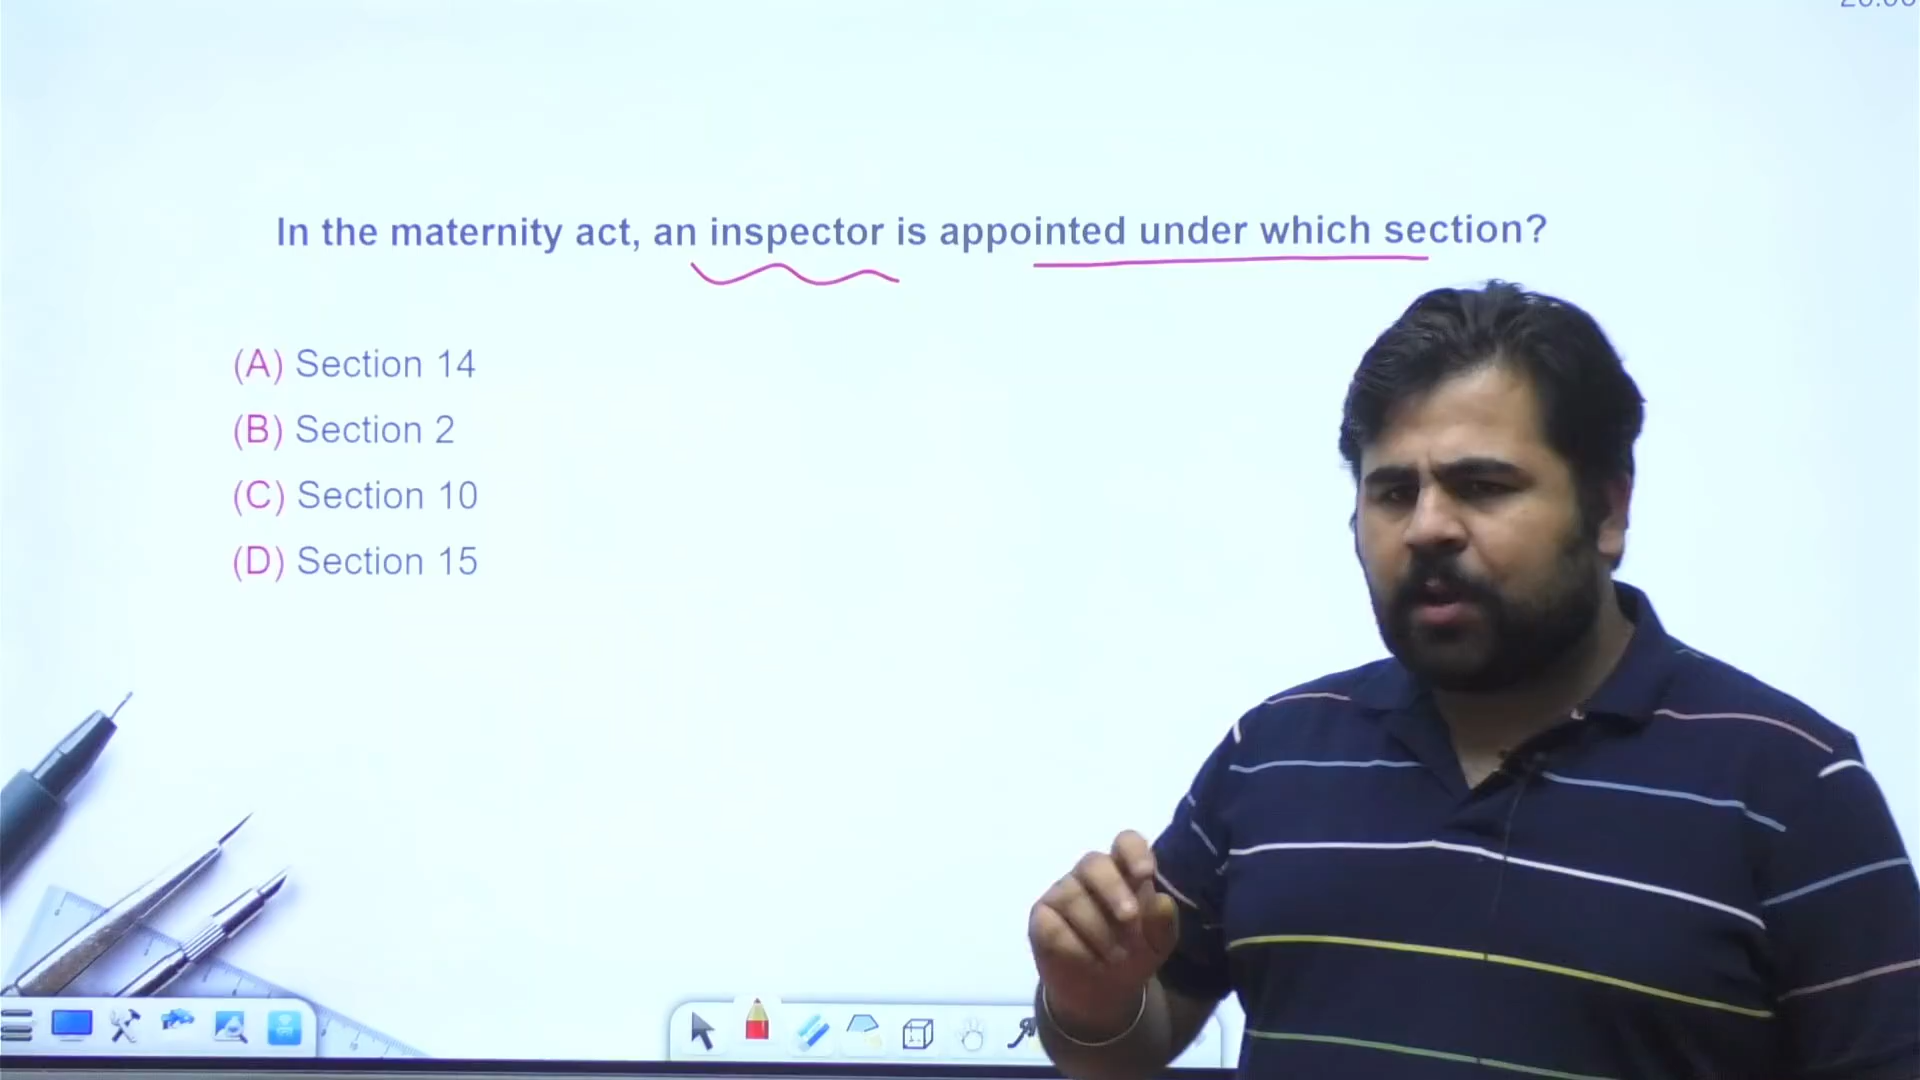 In the maternity act, an inspector is appointed under which section?
(A) Section 14
(B) Section 2
(C) Section 10
(D) Section 15